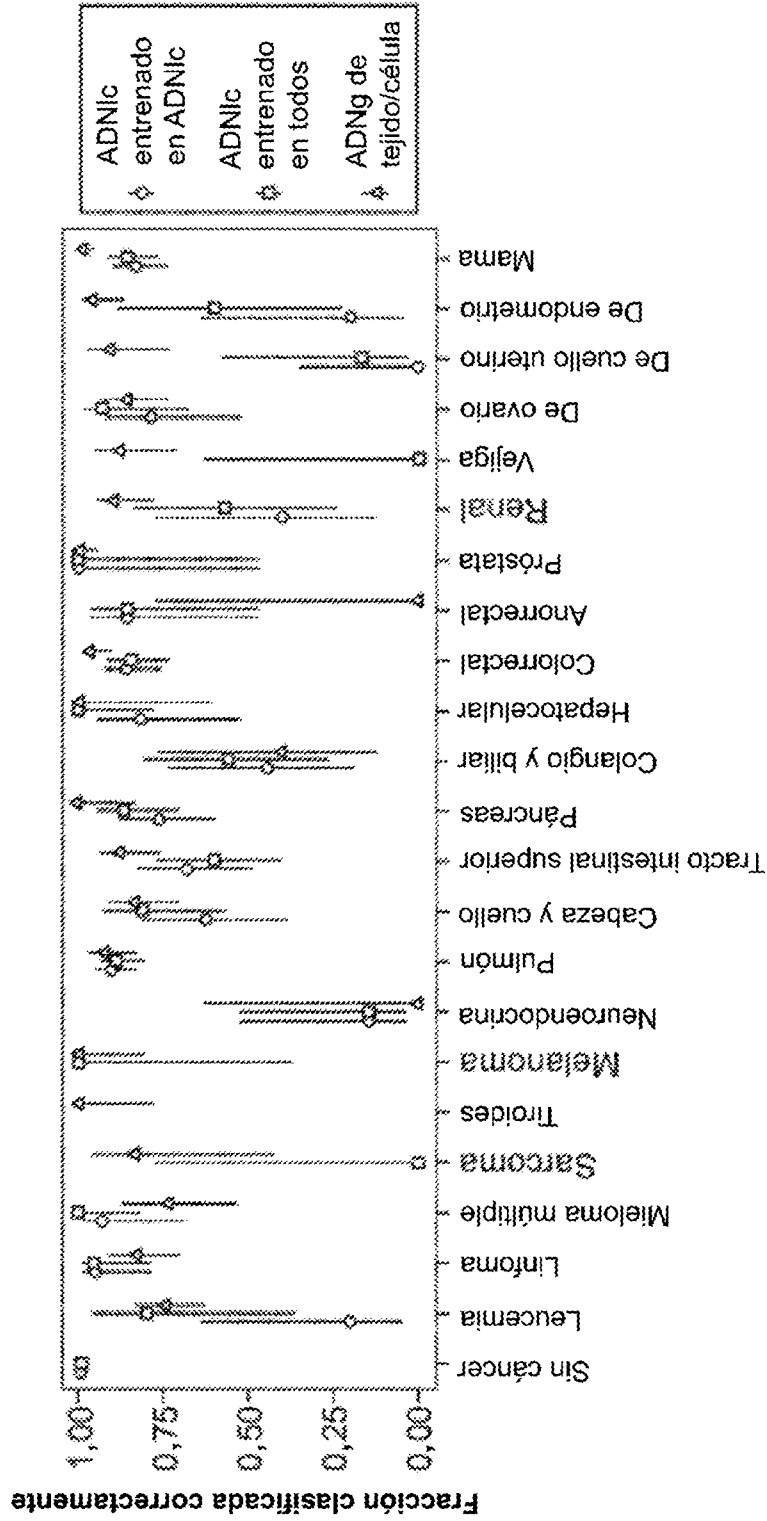 Fracción clasificada correctamente
1,00
0,75
0,50
0,25
0,00
Sin cáncer
Leucemia
Linfoma
Mieloma múltiple
Sarcoma
Tiroides
Melanoma
Neuroendocrina
Pulmón
Cabeza y cuello
Tracto intestinal superior
Páncreas
Colangio y biliar
Hepatocelular
Colorrectal
Anorrectal
Próstata
Renal
Vejiga
De ovario
De cuello uterino
De endometrio
Mama
ADNlc
entrenado
en ADNlc
ADNlc
entrenado
en todos
ADNg de
tejido/célula